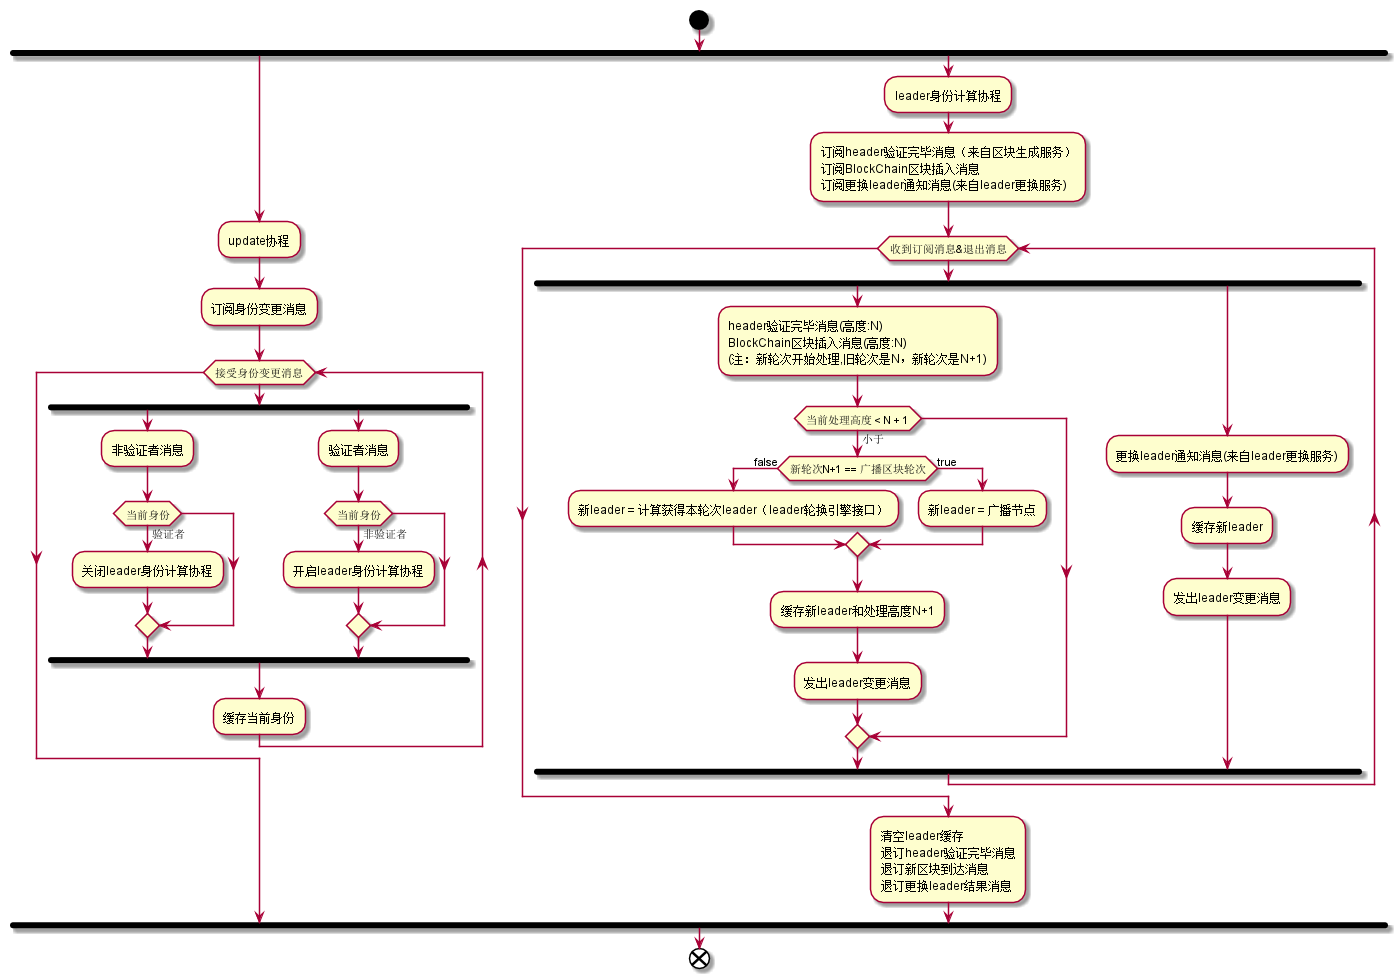 leader身份计算协程
订阅header验证完毕消息（来自区块生成服务）
订阅BlockChain区块插入消息
订阅更换leader通知消息(来自leader更换服务)
update协程
订阅身份变更消息
接受身份变更消息
非验证者消息
当前身份
验证者
关闭leader身份计算协程
验证者消息
当前身份
非验证者
开启leader身份计算协程
缓存当前身份
收到订阅消息&退出消息
header验证完毕消息(高度:N)
BlockChain区块插入消息(高度:N)
(注：新轮次开始处理,旧轮次是N，新轮次是N+1)
当前处理高度 < N + 1
小于
false
新轮次N+1 == 广播区块轮次
true
新leader = 计算获得本轮次leader（leader轮换引擎接口）
新leader = 广播节点
缓存新leader和处理高度N+1
发出leader变更消息
更换leader通知消息(来自leader更换服务)
缓存新leader
发出leader变更消息
清空leader缓存
退订header验证完毕消息
退订新区块到达消息
退订更换leader结果消息